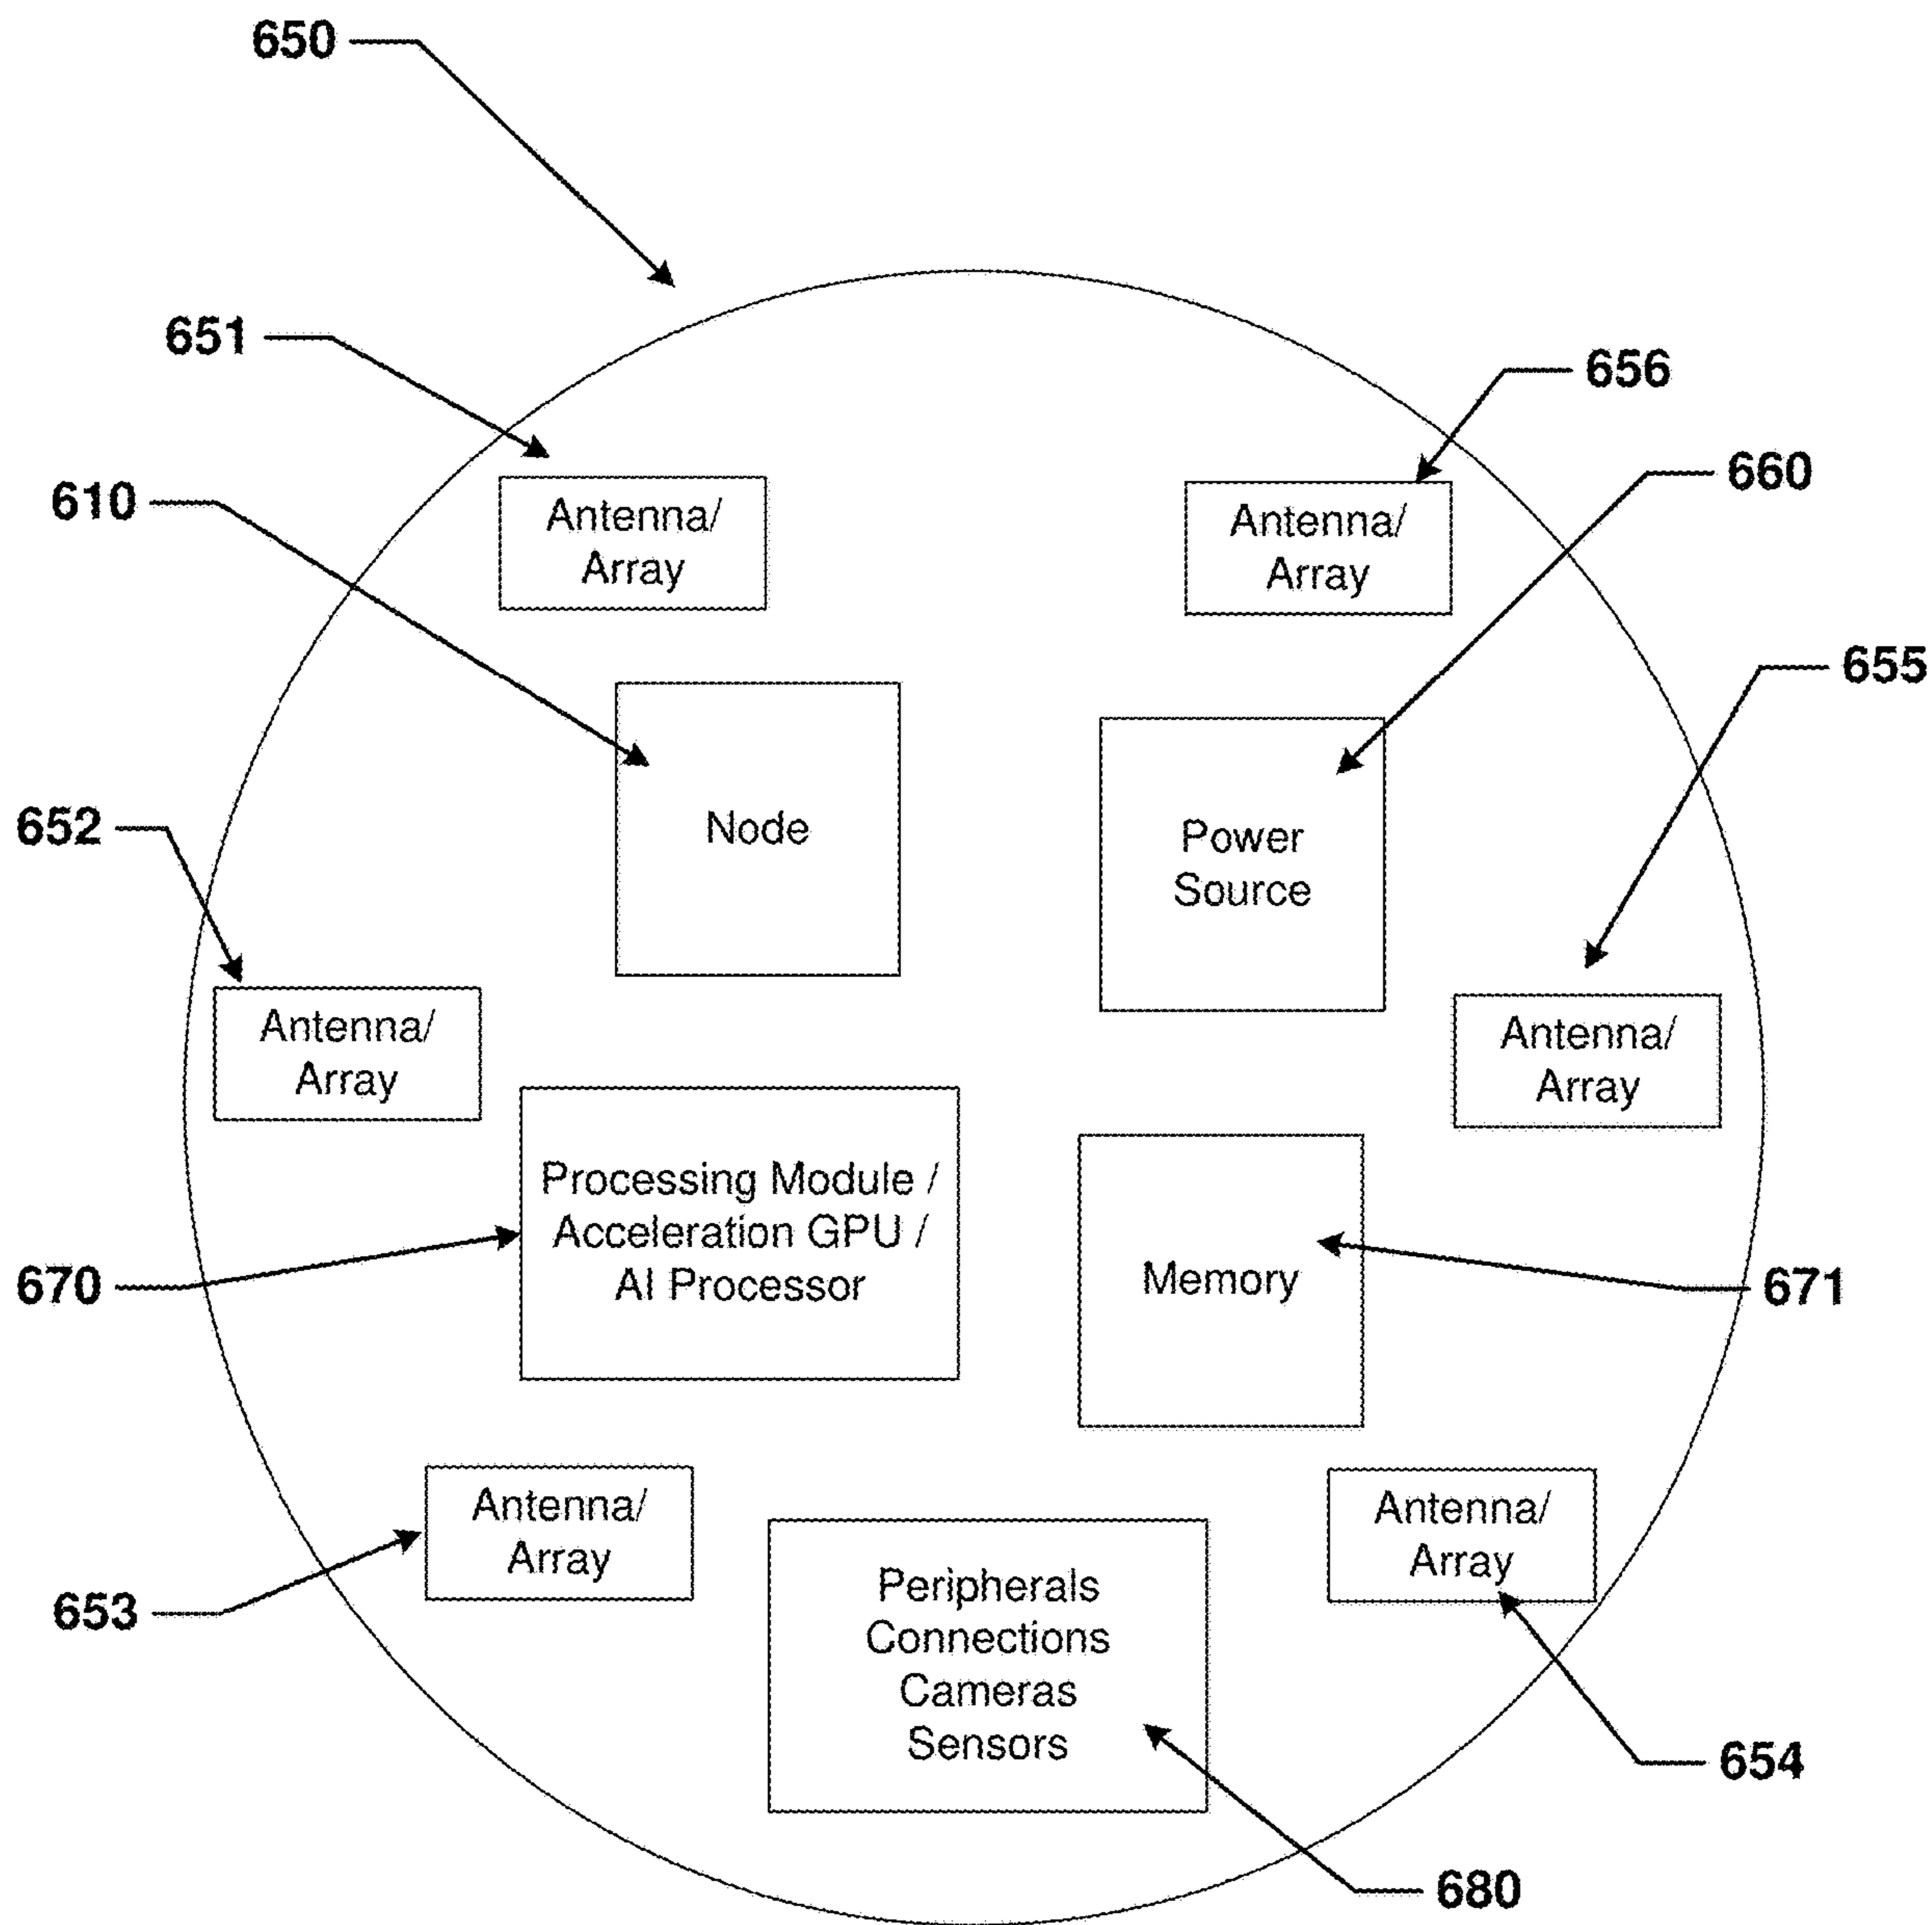 650
651
656
660
610
Antenna/
Array
Antenna/
Array
655
Node
Power
Source
652
Antenna/
Array
Antenna/
Array
Processing Module /
Acceleration GPU /
AI Processor
Memory
670
671
Antenna/
Array
Antenna/
Array
Peripherals
Connections
Cameras
Sensors
653
654
680